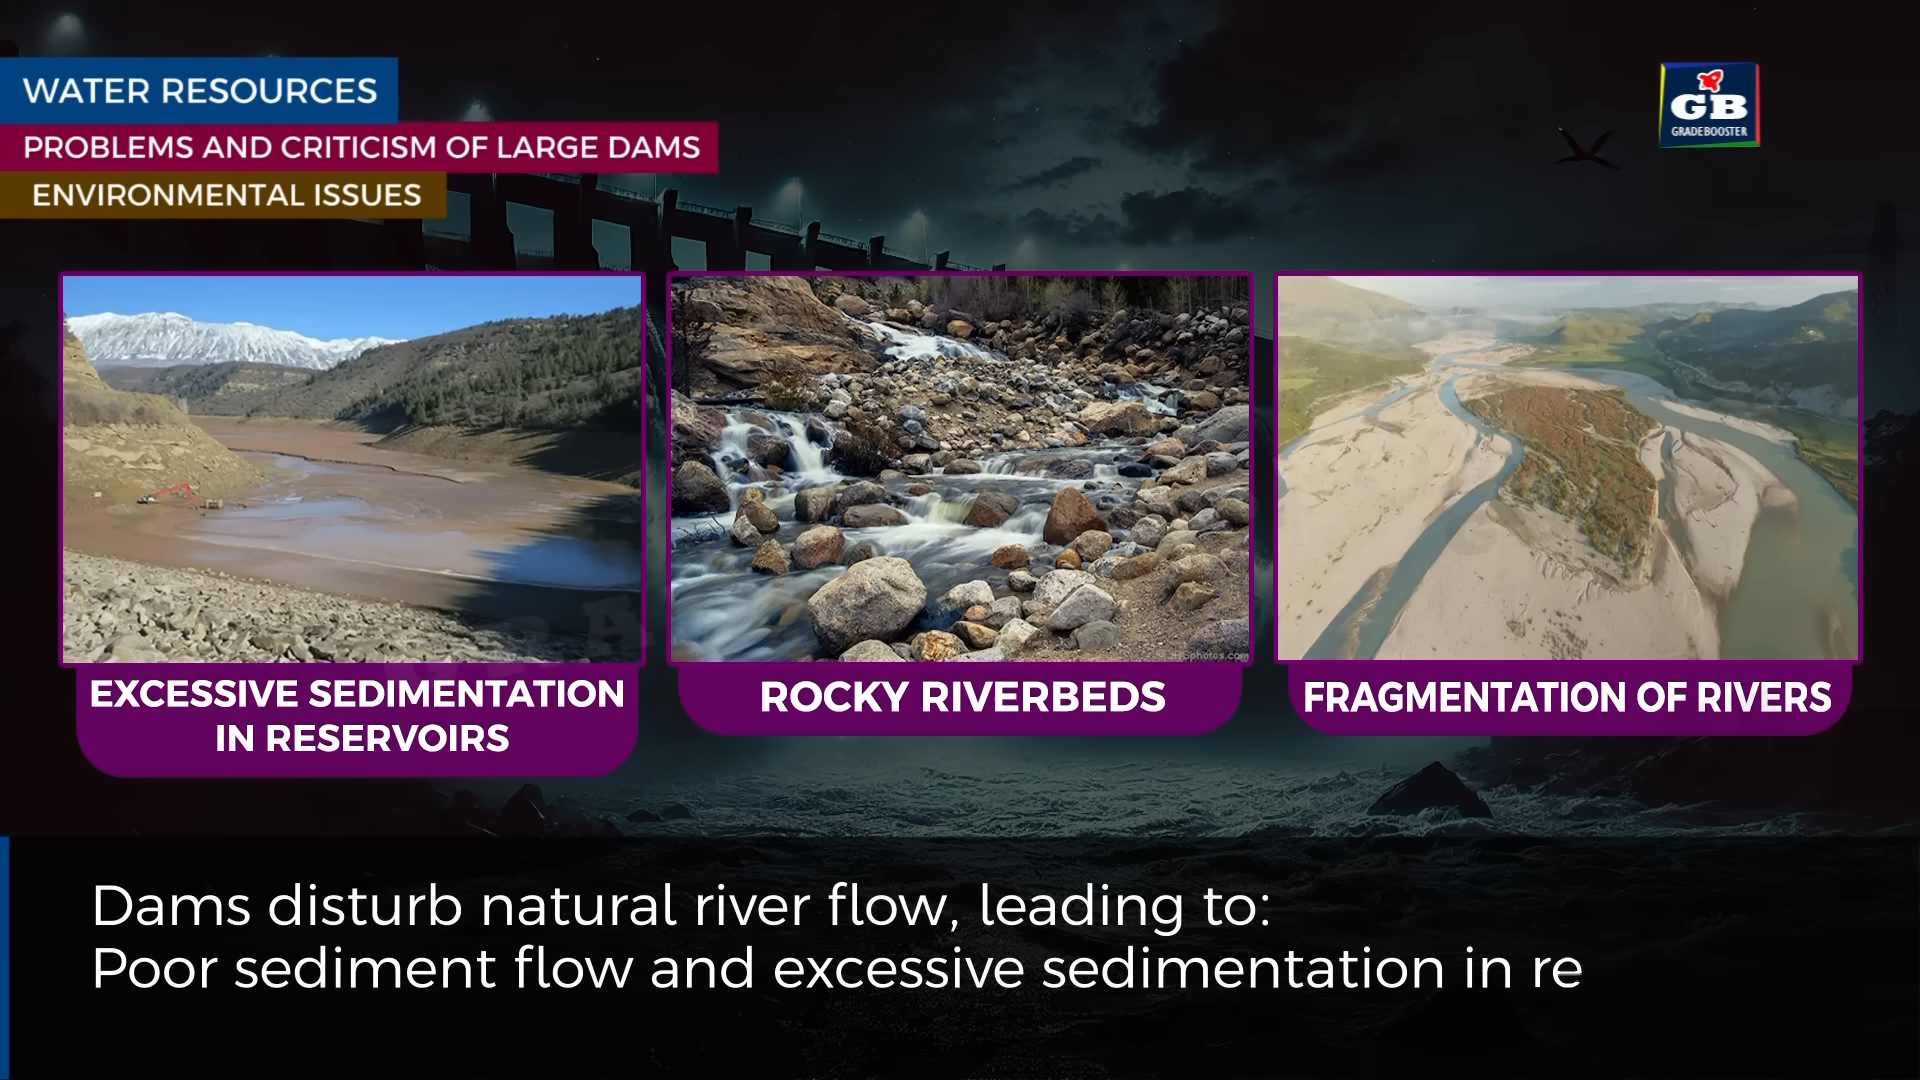 WATER RESOURCES
PROBLEMS AND CRITICISM OF LARGE DAMS
ENVIRONMENTAL ISSUES
GB
GRADEBOOSTER
EXCESSIVE SEDIMENTATION
IN RESERVOIRS
ROCKY RIVERBEDS
FRAGMENTATION OF RIVERS
Dams disturb natural river flow, leading to:
Poor sediment flow and excessive sedimentation in re